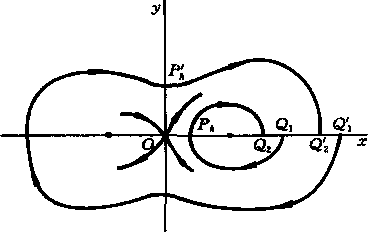 y
P'ₕ
O Pₕ Q₂ Q₁ Q'₂ Q'₁ x